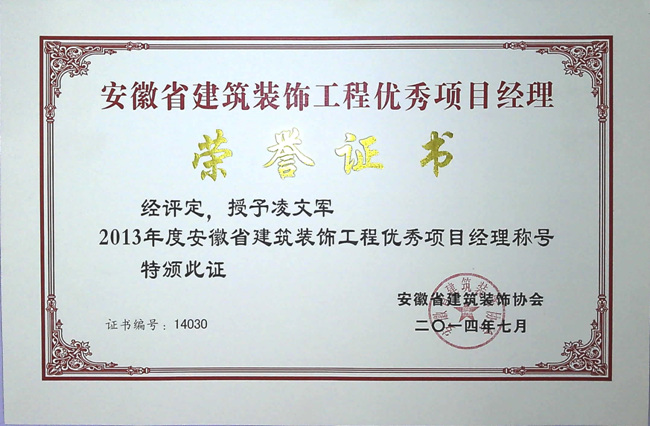 安徽省建筑装饰工程优秀项目经理
荣誉证书
经评定，授予凌文军
2013年度安徽省建筑装饰工程优秀项目经理称号
特颁此证
安徽省建筑装饰协会
二〇一四年七月
证书编号：14030